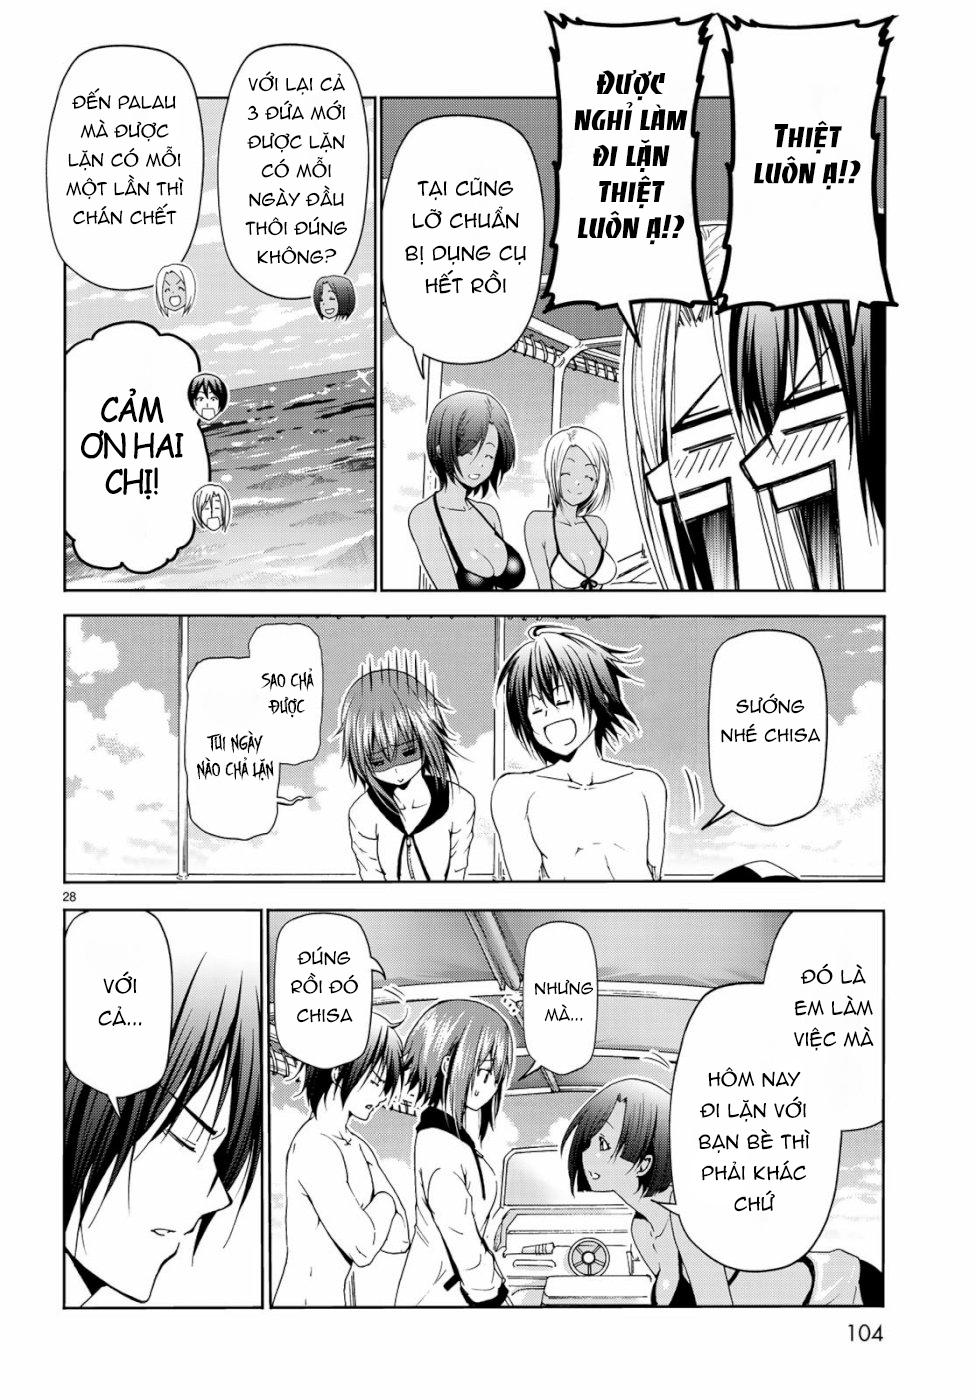 THIỆT
LUÔN Ạ!?
ĐƯỢC
NGHỈ LÀM
ĐI LẶN
THIỆT
LUÔN Ạ!?
TẠI CŨNG
LỠ CHUẨN
BỊ DỤNG CỤ
HẾT RỒI
VỚI LẠI CẢ
3 ĐỨA MỚI
ĐƯỢC LẶN
CÓ MỖI
NGÀY ĐẦU
THÔI ĐÚNG
KHÔNG?
ĐẾN PALAU
MÀ ĐƯỢC
LẶN CÓ MỖI
MỘT LẦN THÌ
CHÁN CHẾT
CẢM
ƠN HAI
CHỊ!
SƯỚNG
NHÉ CHISA
SAO CHẢ
ĐƯỢC
TUI NGÀY
NÀO CHẢ LẶN
28
ĐÓ LÀ
EM LÀM
VIỆC MÀ
HÔM NAY
ĐI LẶN VỚI
BẠN BÈ THÌ
PHẢI KHÁC
CHỨ
NHƯNG
MÀ...
ĐÚNG
RỒI ĐÓ
CHISA
VỚI
CẢ...
104